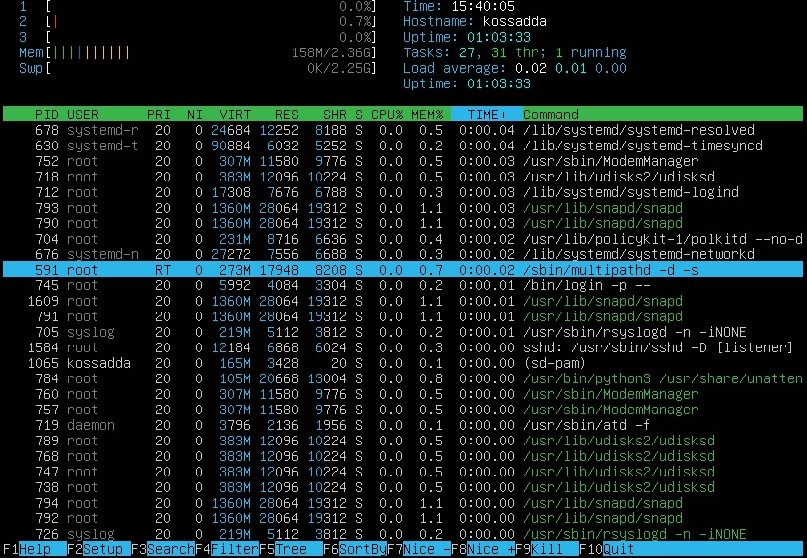 1 [ 0.0%] Time: 15:40:05
2 [| 0.7%] Hostname: kossadda
3 [ 0.0%] Uptime: 01:03:33
Mem[||||||||||| 158M/2.36G] Tasks: 27, 31 thr; 1 running
Swp[ 0K/2.25G] Load average: 0.02 0.01 0.00
Uptime: 01:03:33
PID USER PRI NI VIRT RES SHR S CPU% MEM% TIME↓ Command
678 systemd-r 20 0 24684 12252 8188 S 0.0 0.5 0:00.04 /lib/systemd/systemd-resolved
630 systemd-t 20 0 90884 6032 5252 S 0.0 0.2 0:00.04 /lib/systemd/systemd-timesyncd
752 root 20 0 307M 11580 9776 S 0.0 0.5 0:00.03 /usr/sbin/ModemManager
718 root 20 0 383M 12096 10224 S 0.0 0.5 0:00.03 /usr/lib/udisks2/udisksd
712 root 20 0 17308 7676 6788 S 0.0 0.3 0:00.03 /lib/systemd/systemd-logind
793 root 20 0 1360M 28064 19312 S 0.0 1.1 0:00.03 /usr/lib/snapd/snapd
790 root 20 0 1360M 28064 19312 S 0.0 1.1 0:00.03 /usr/lib/snapd/snapd
704 root 20 0 231M 8716 6636 S 0.0 0.4 0:00.02 /usr/lib/policykit-1/polkitd --no-d
676 systemd-n 20 0 27272 7556 6688 S 0.0 0.3 0:00.02 /lib/systemd/systemd-networkd
591 root RT 0 273M 17948 8208 S 0.0 0.7 0:00.02 /sbin/multipathd -d -s
745 root 20 0 5992 4084 3304 S 0.0 0.2 0:00.01 /bin/login -p --
1609 root 20 0 1360M 28064 19312 S 0.0 1.1 0:00.01 /usr/lib/snapd/snapd
791 root 20 0 1360M 28064 19312 S 0.0 1.1 0:00.01 /usr/lib/snapd/snapd
705 syslog 20 0 219M 5112 3812 S 0.0 0.2 0:00.01 /usr/sbin/rsyslogd -n -iNONE
1584 root 20 0 12184 6868 6024 S 0.0 0.3 0:00.00 sshd: /usr/sbin/sshd -D [listener]
1065 kossadda 20 0 165M 3428 20 S 0.0 0.1 0:00.00 (sd-pam)
784 root 20 0 105M 20668 13004 S 0.0 0.8 0:00.00 /usr/bin/python3 /usr/share/unatten
760 root 20 0 307M 11580 9776 S 0.0 0.5 0:00.00 /usr/sbin/ModemManager
757 root 20 0 307M 11580 9776 S 0.0 0.5 0:00.00 /usr/sbin/ModemManager
719 daemon 20 0 3796 2136 1956 S 0.0 0.1 0:00.00 /usr/sbin/atd -f
789 root 20 0 383M 12096 10224 S 0.0 0.5 0:00.00 /usr/lib/udisks2/udisksd
768 root 20 0 383M 12096 10224 S 0.0 0.5 0:00.00 /usr/lib/udisks2/udisksd
747 root 20 0 383M 12096 10224 S 0.0 0.5 0:00.00 /usr/lib/udisks2/udisksd
738 root 20 0 383M 12096 10224 S 0.0 0.5 0:00.00 /usr/lib/udisks2/udisksd
794 root 20 0 1360M 28064 19312 S 0.0 1.1 0:00.00 /usr/lib/snapd/snapd
792 root 20 0 1360M 28064 19312 S 0.0 1.1 0:00.00 /usr/lib/snapd/snapd
726 syslog 20 0 219M 5112 3812 S 0.0 0.2 0:00.00 /usr/sbin/rsyslogd -n -iNONE
F1Help F2Setup F3SearchF4FilterF5Tree F6SortByF7Nice -F8Nice +F9Kill F10Quit